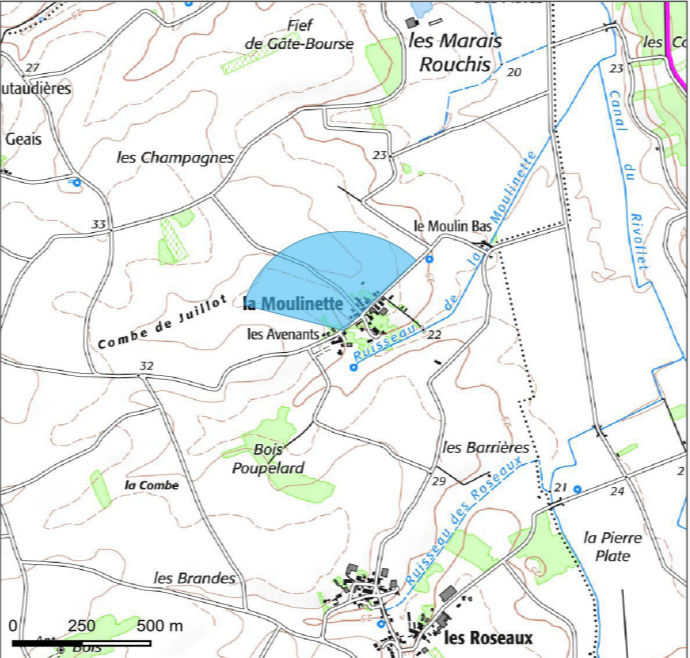 Fief
de Gâte-Bourse
les Marais
Rouchis
les
27
20
23
utaudières
Geais
les Champagnes
23
Canal du Rivollet
33
le Moulin Bas
Ruisseau de la Moulinette
la Moulinette
Combe de Juillot
les Avenants
22
32
Bois
Poupelard
les Barrières
la Combe
29
21
24
2
Ruisseau des Roseaux
la Pierre
Plate
les Brandes
0 250 500 m
Bois
les Roseaux